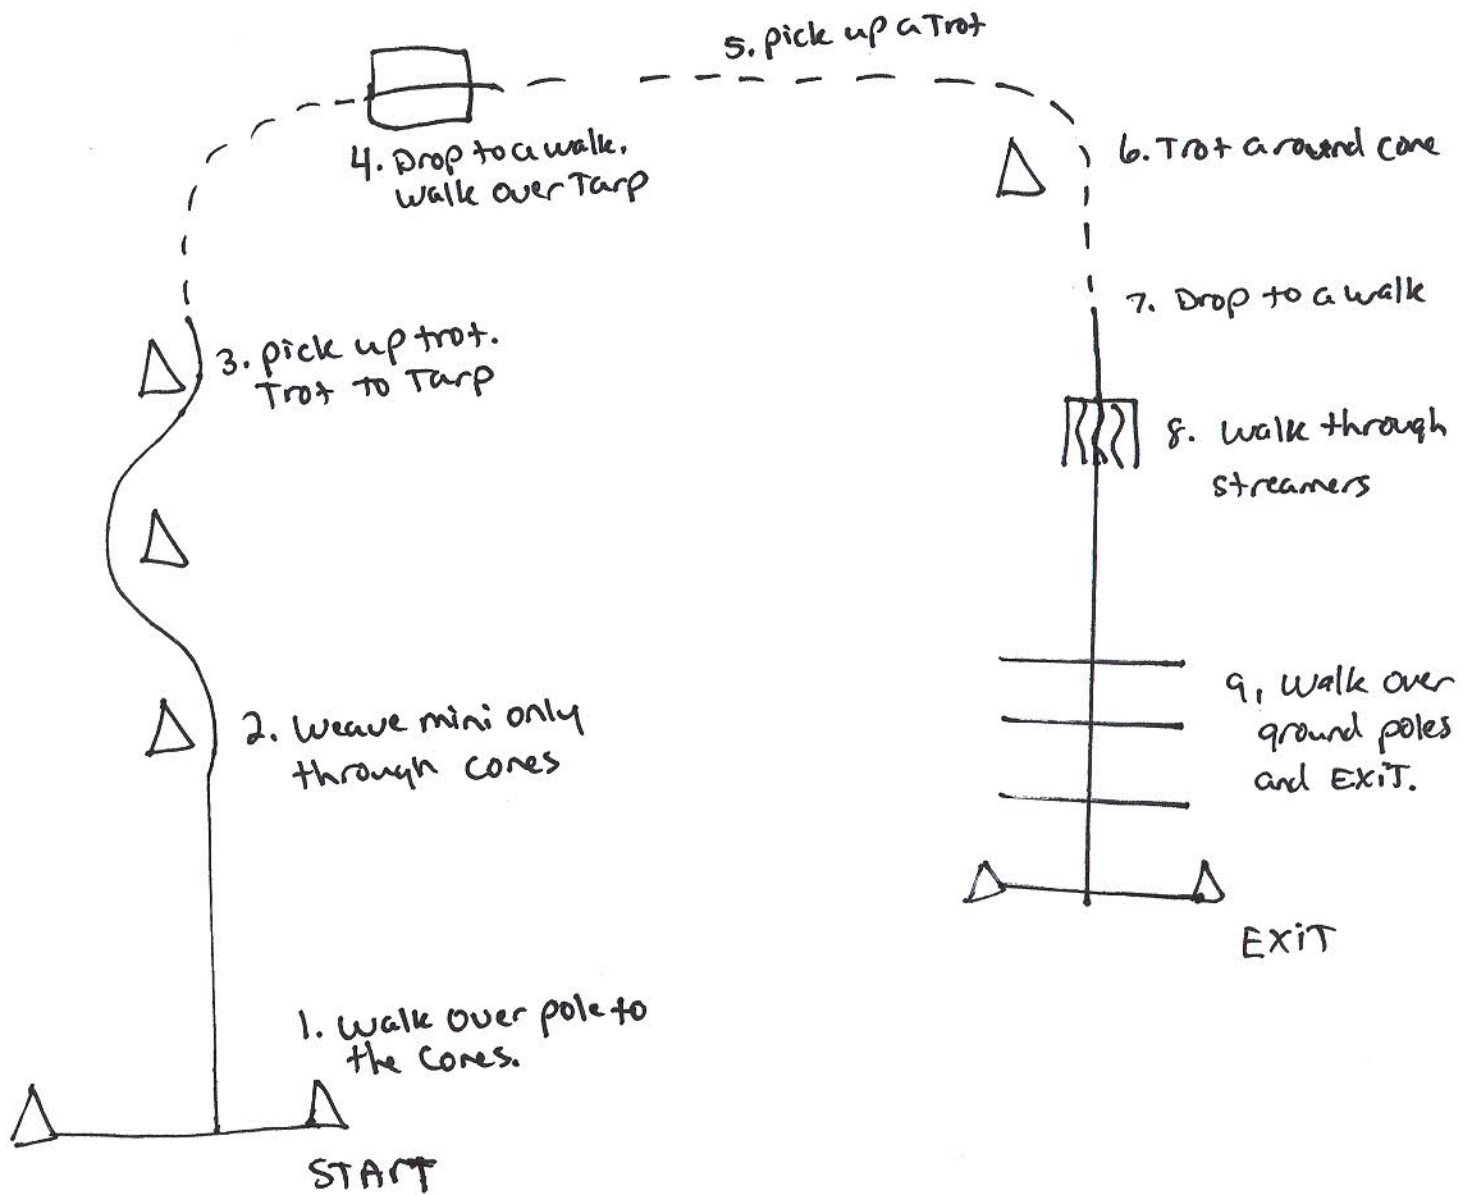 5. pick up a Trot
4. Drop to a walk.
walk over Tarp
6. Trot around cone
7. Drop to a walk
3. pick up trot.
Trot to Tarp
8. walk through
streamers
2. weave mini only
through cones
9. walk over
ground poles
and EXiT.
EXiT
1. walk over pole to
the cones.
START